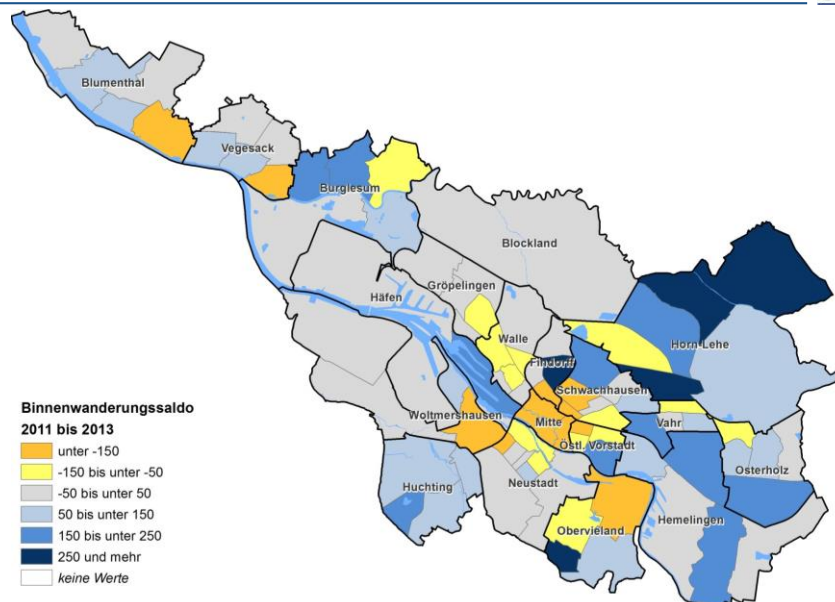 Blumenthal
Vegesack
Burglesum
Blockland
Gröpelingen
Häfen
Walle
Horn-Lehe
Findorff
Schwachhausen
Woltmershausen
Mitte
Vahr
Östl. Vorstadt
Osterholz
Huchting
Neustadt
Obervieland
Hemelingen
Binnenwanderungssaldo
2011 bis 2013
unter -150
-150 bis unter -50
-50 bis unter 50
50 bis unter 150
150 bis unter 250
250 und mehr
keine Werte